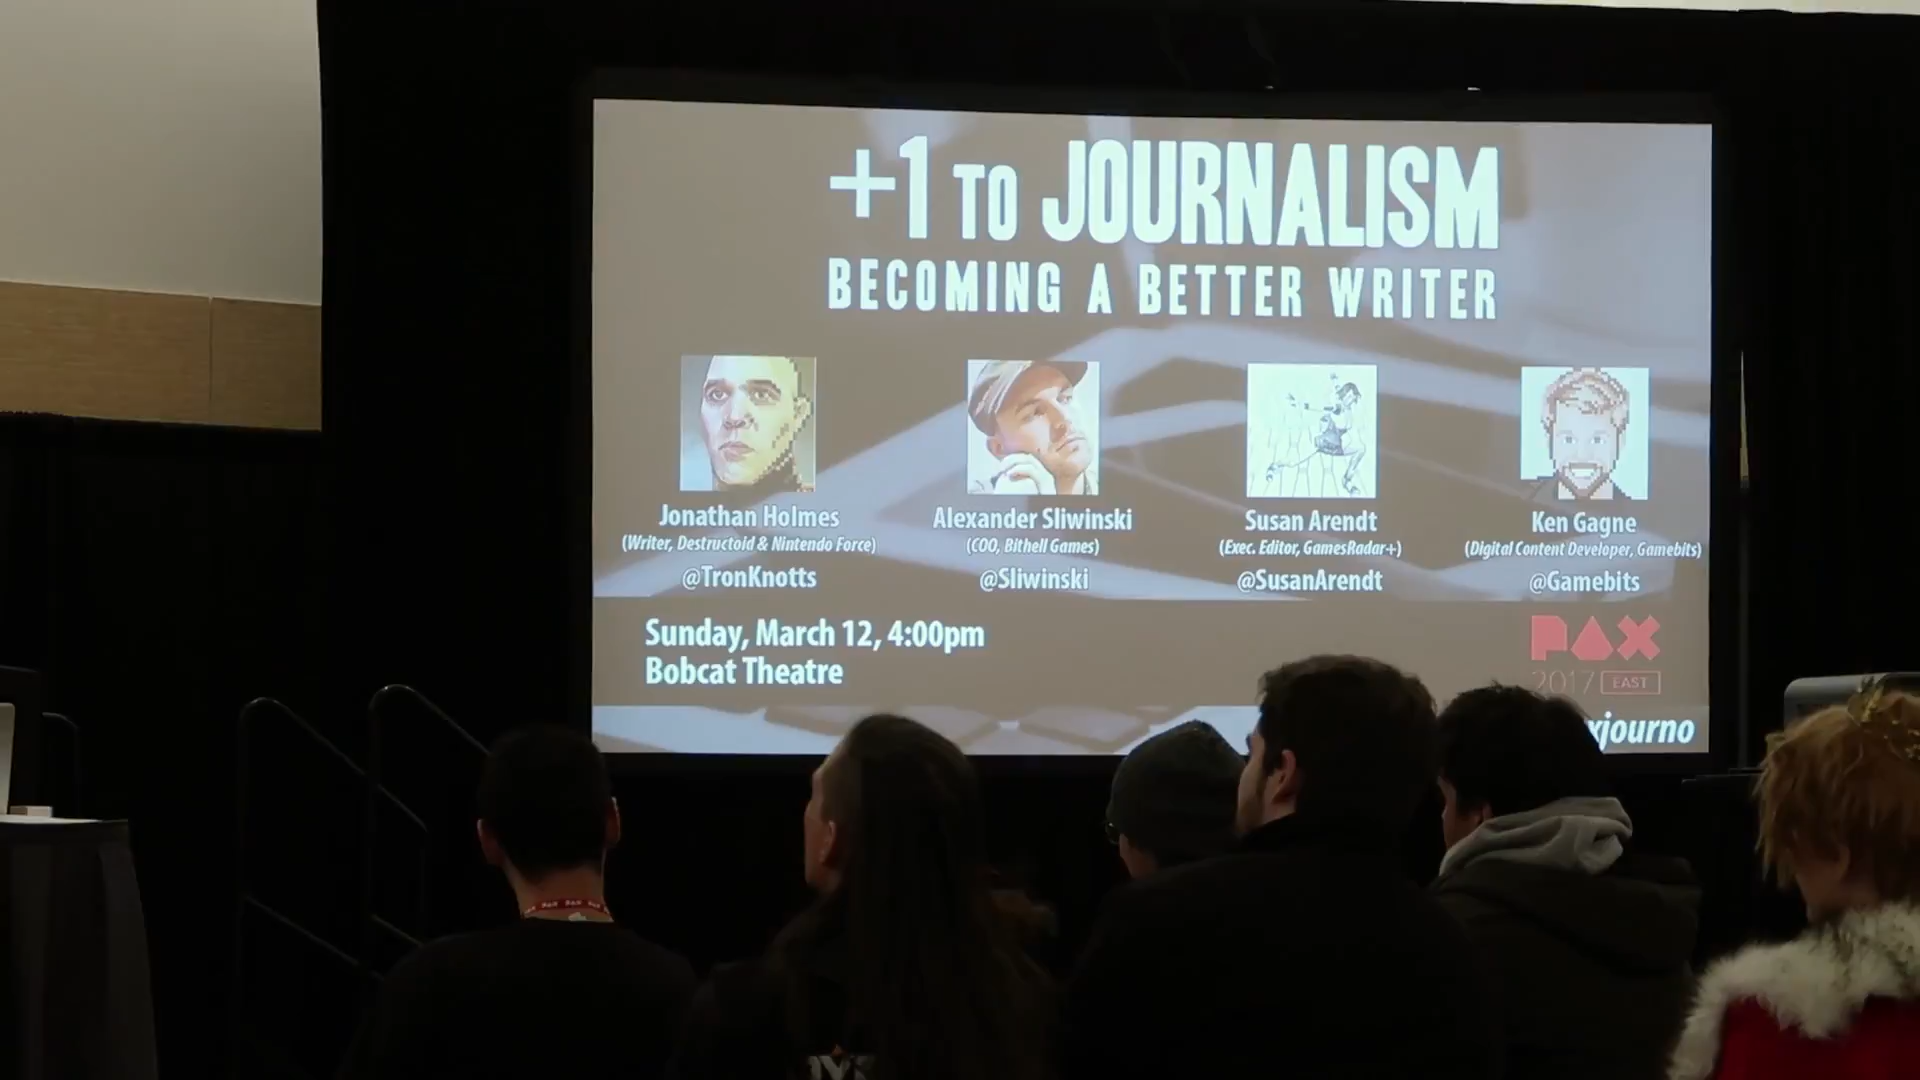 +1 TO JOURNALISM
BECOMING A BETTER WRITER
Jonathan Holmes
(Writer, Destructoid & Nintendo Force)
@TronKnotts
Alexander Sliwinski
(COO, Bithell Games)
@Sliwinski
Susan Arendt
(Exec. Editor, GamesRadar+)
@SusanArendt
Ken Gagne
(Digital Content Developer, Gamebits)
@Gamebits
Sunday, March 12, 4:00pm
Bobcat Theatre
PAX
2017 EAST
xjourno